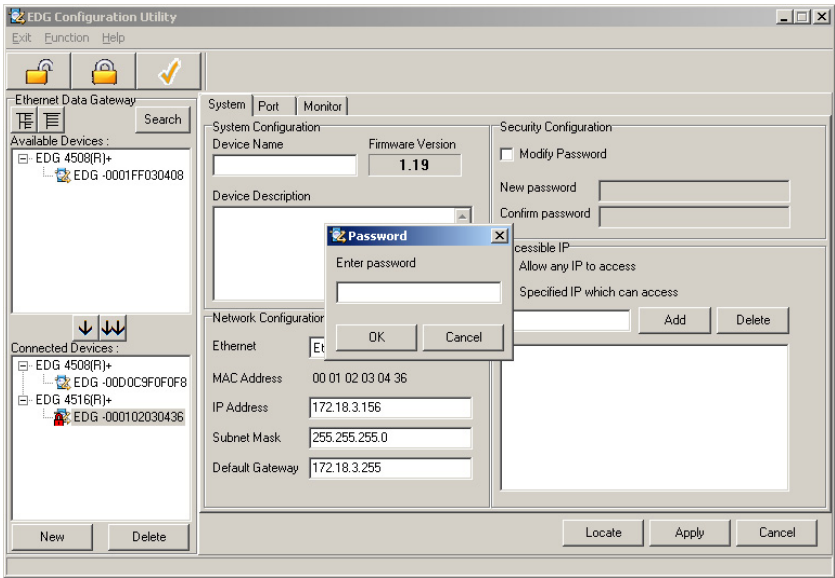 EDG Configuration Utility
Exit Function Help
Ethernet Data Gateway
Search
Available Devices :
EDG 4508(R)+
EDG -0001FF030408
Connected Devices :
EDG 4508(R)+
EDG -00D0C9F0F0F8
EDG 4516(R)+
EDG -000102030436
New Delete
System Port Monitor
System Configuration
Device Name Firmware Version
1.19
Device Description
Network Configuration
Ethernet
MAC Address 00 01 02 03 04 36
IP Address 172.18.3.156
Subnet Mask 255.255.255.0
Default Gateway 172.18.3.255
Password
Enter password
OK Cancel
Security Configuration
Modify Password
New password
Confirm password
cessible IP
Allow any IP to access
Specified IP which can access
Add Delete
Locate Apply Cancel